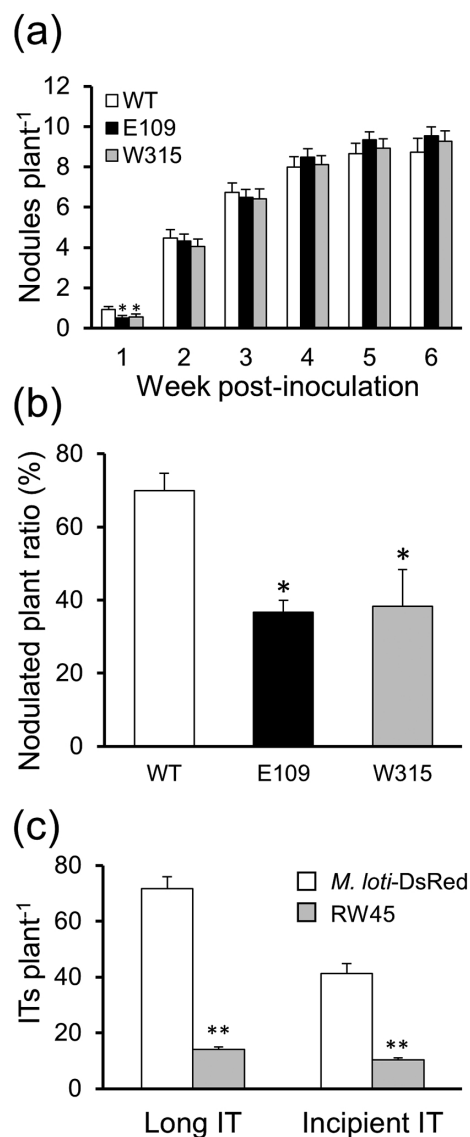 (a)
Nodules plant⁻¹
12
10
8
6
4
2
0
WT
E109
W315
* *
1 2 3 4 5 6
Week post-inoculation
(b)
Nodulated plant ratio (%)
80
60
40
20
0
*
*
WT E109 W315
(c)
ITs plant⁻¹
80
60
40
20
0
M. loti-DsRed
RW45
**
**
Long IT Incipient IT